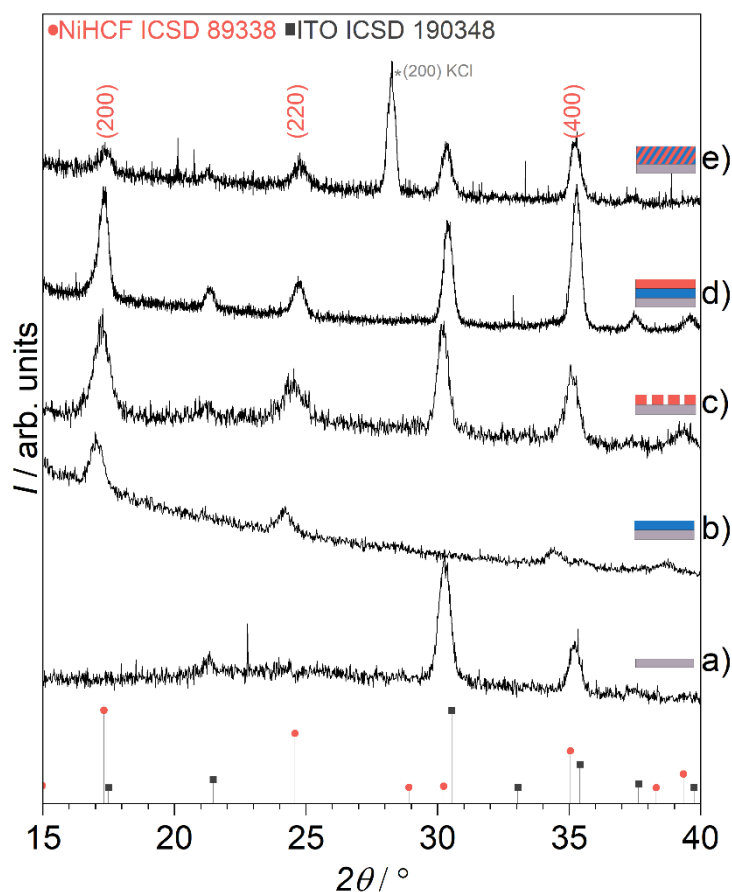 NiHCF ICSD 89338 ITO ICSD 190348
*(200) KCl
(200)
(220)
(400)
e)
d)
c)
b)
a)
I / arb. units
15 20 25 30 35 40
2θ / °